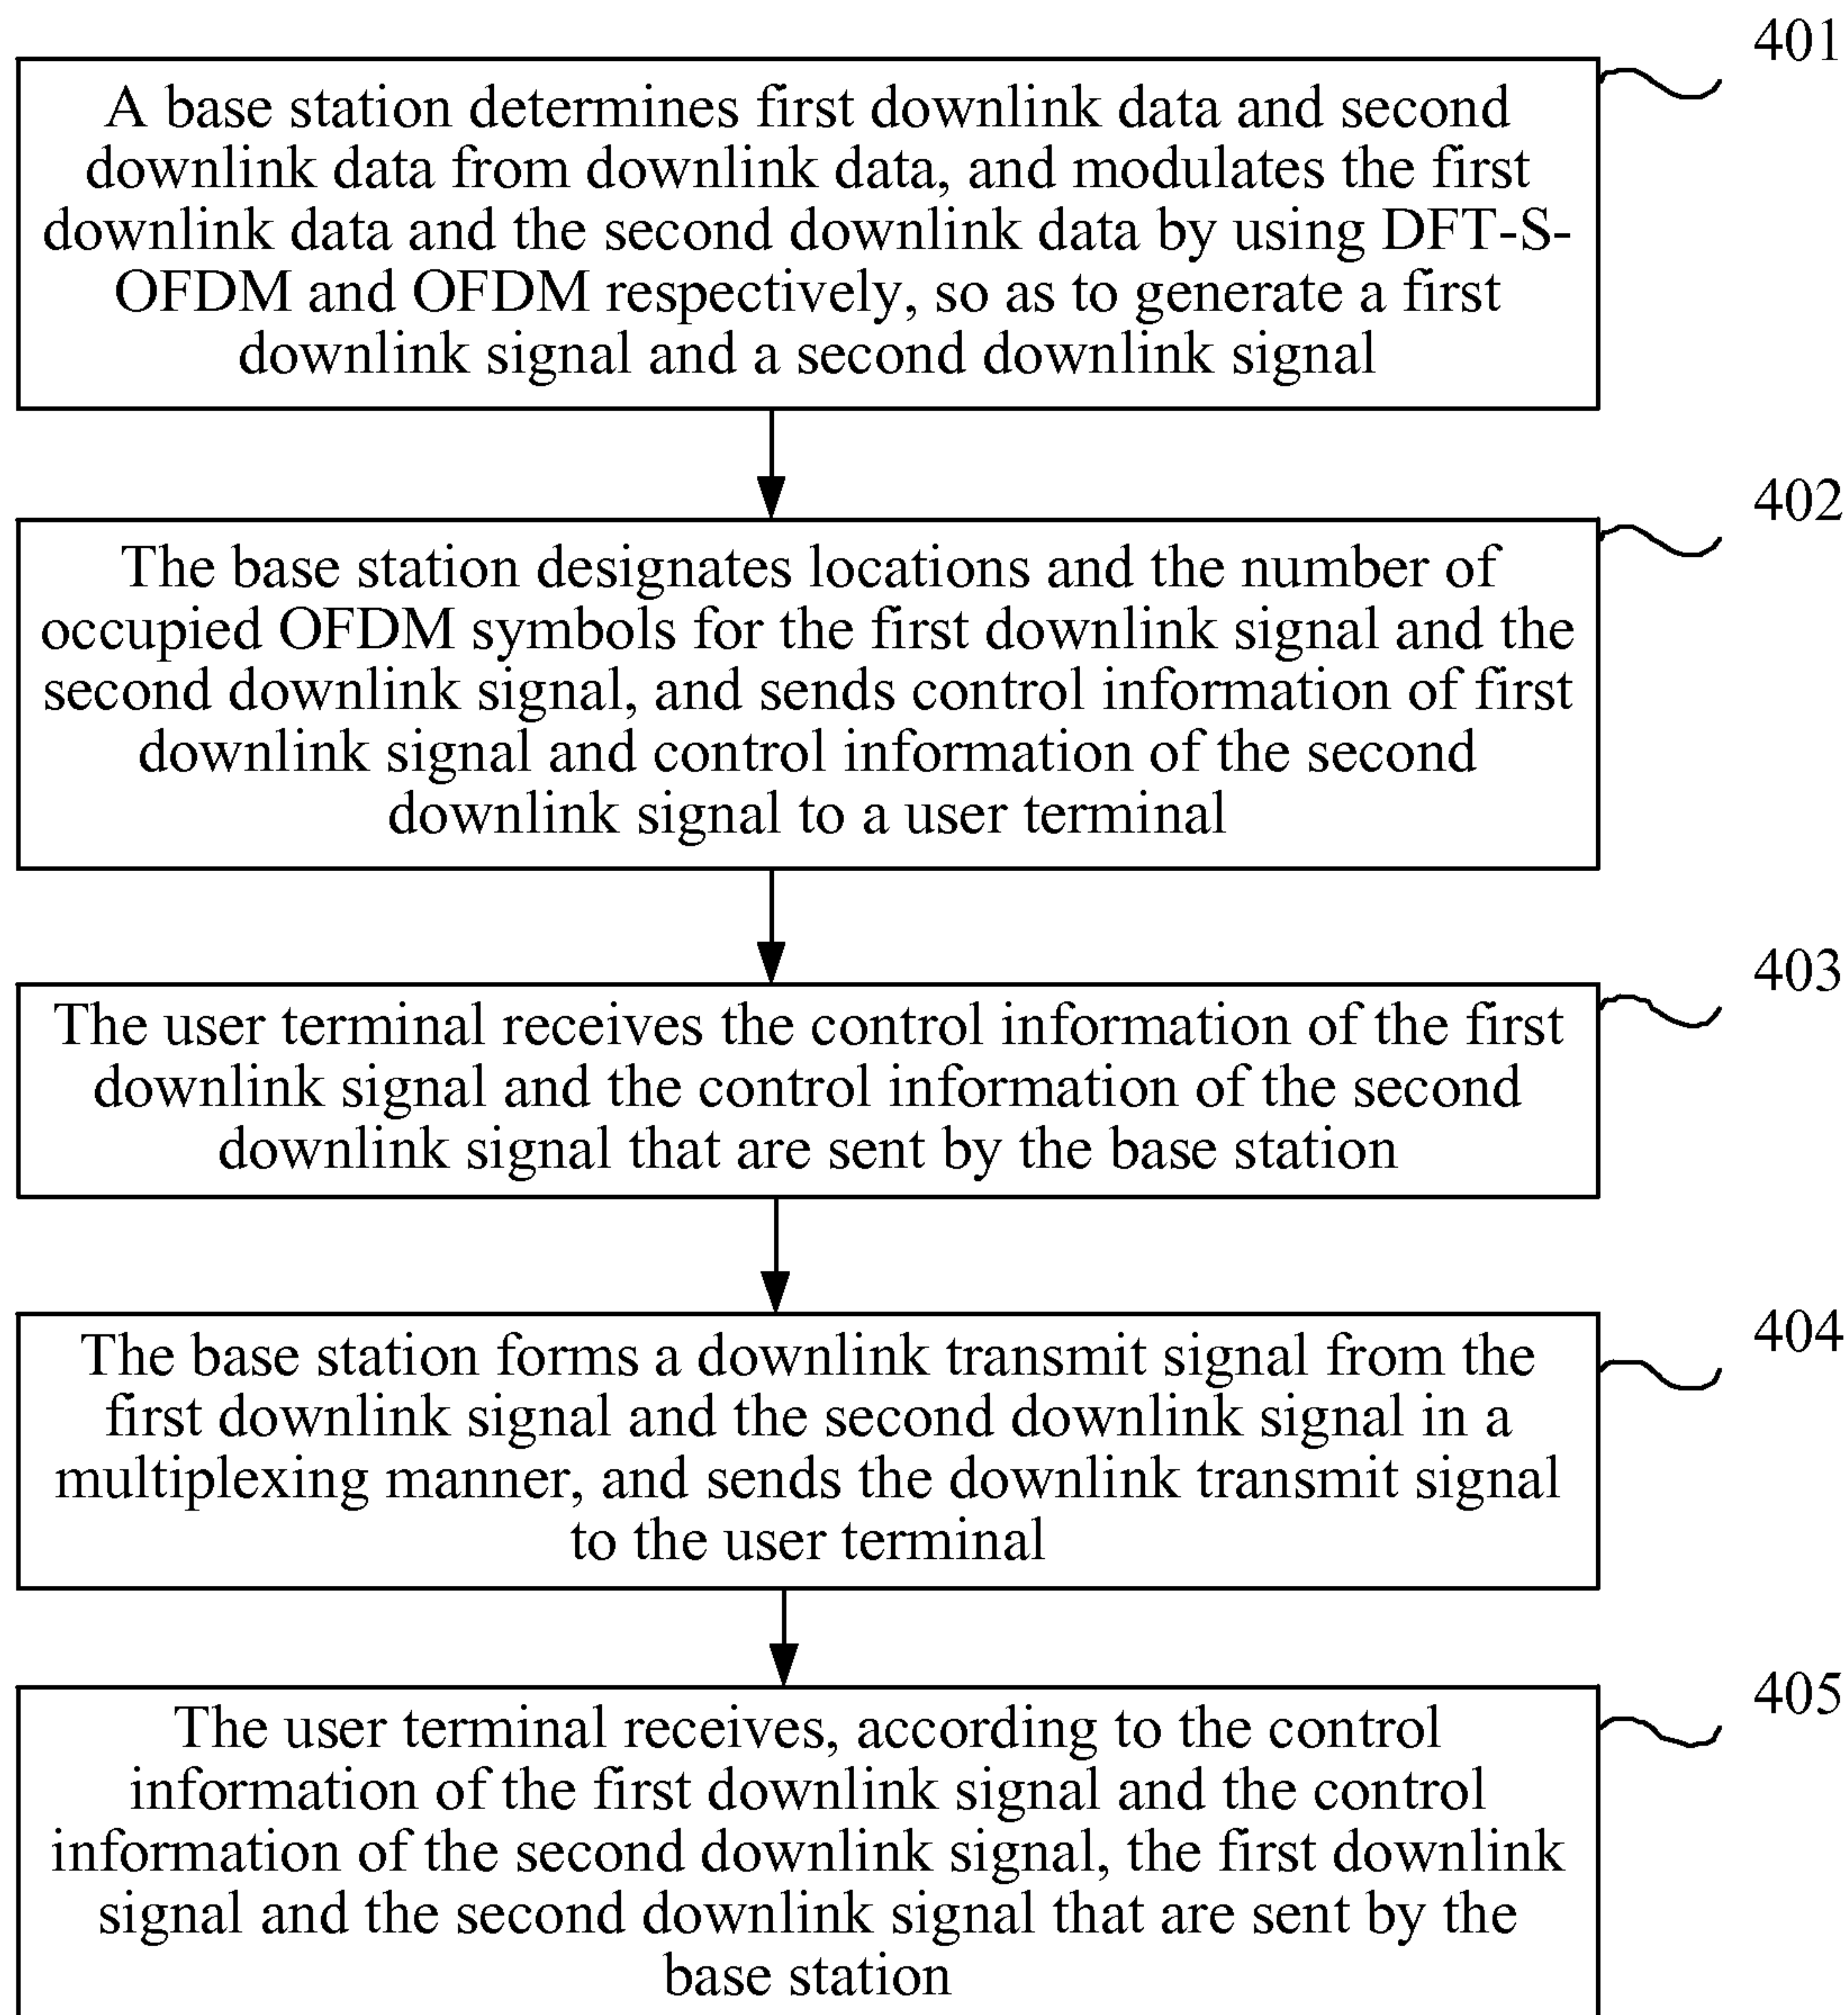 401
A base station determines first downlink data and second
downlink data from downlink data, and modulates the first
downlink data and the second downlink data by using DFT-S-
OFDM and OFDM respectively, so as to generate a first
downlink signal and a second downlink signal
402
The base station designates locations and the number of
occupied OFDM symbols for the first downlink signal and the
second downlink signal, and sends control information of first
downlink signal and control information of the second
downlink signal to a user terminal
403
The user terminal receives the control information of the first
downlink signal and the control information of the second
downlink signal that are sent by the base station
404
The base station forms a downlink transmit signal from the
first downlink signal and the second downlink signal in a
multiplexing manner, and sends the downlink transmit signal
to the user terminal
405
The user terminal receives, according to the control
information of the first downlink signal and the control
information of the second downlink signal, the first downlink
signal and the second downlink signal that are sent by the
base station